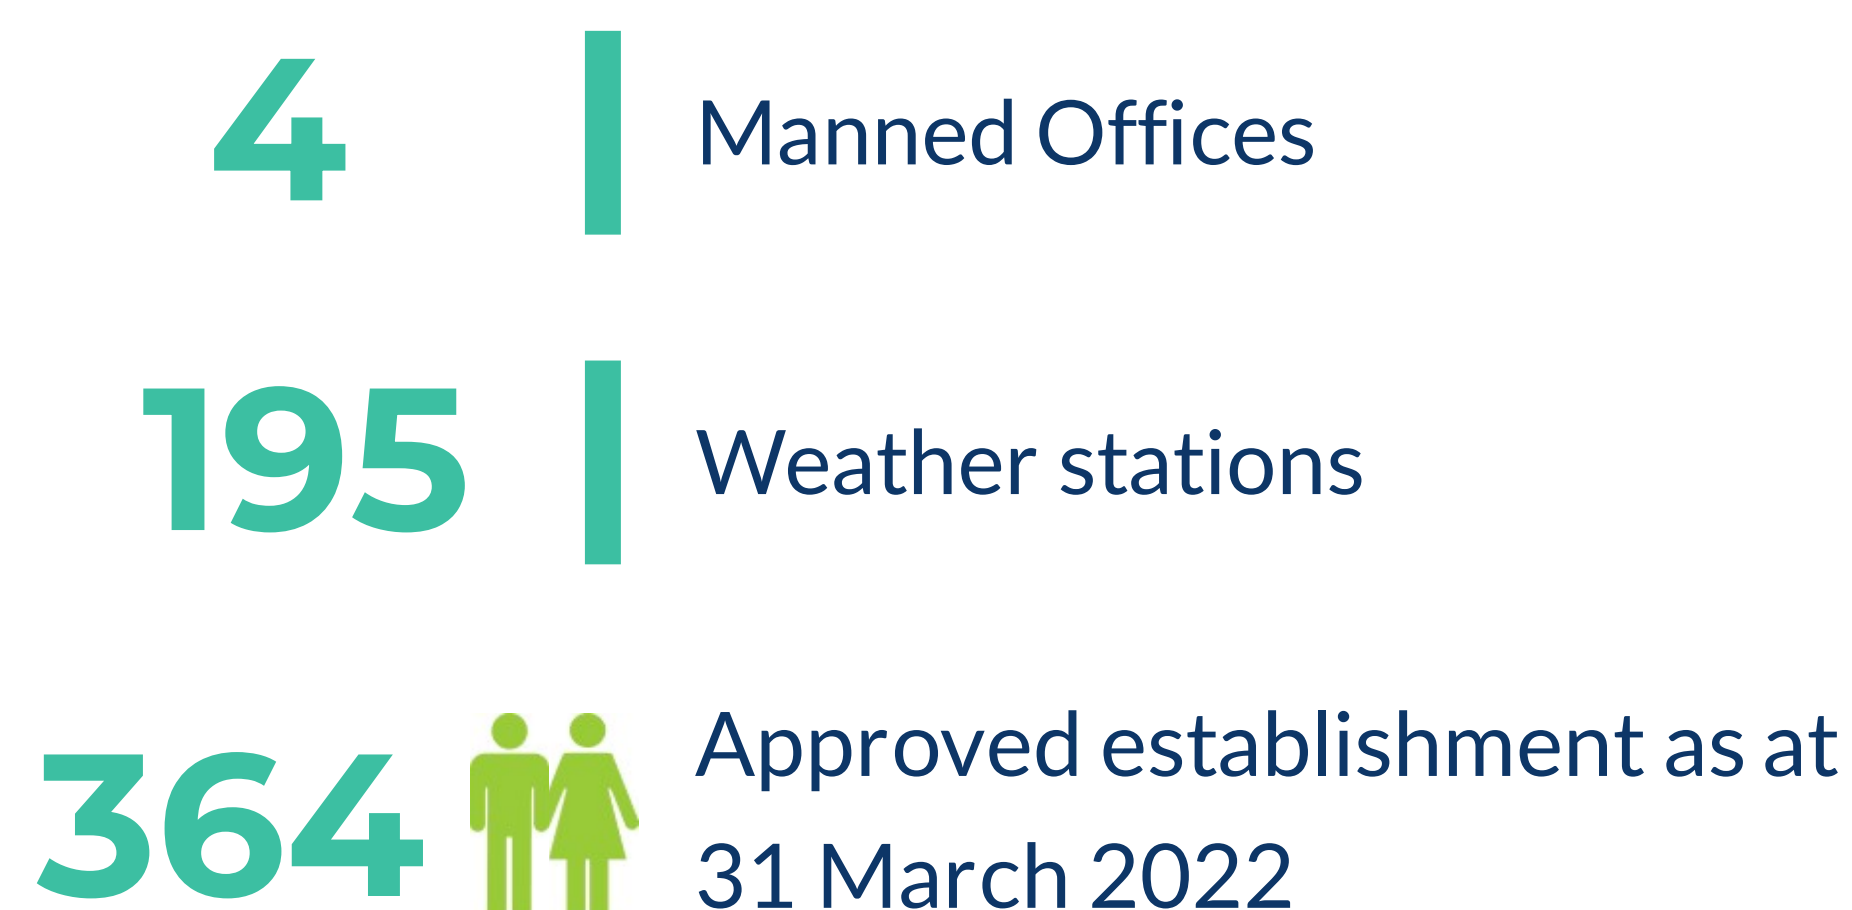 4 Manned Offices
195 Weather stations
364 Approved establishment as at
31 March 2022